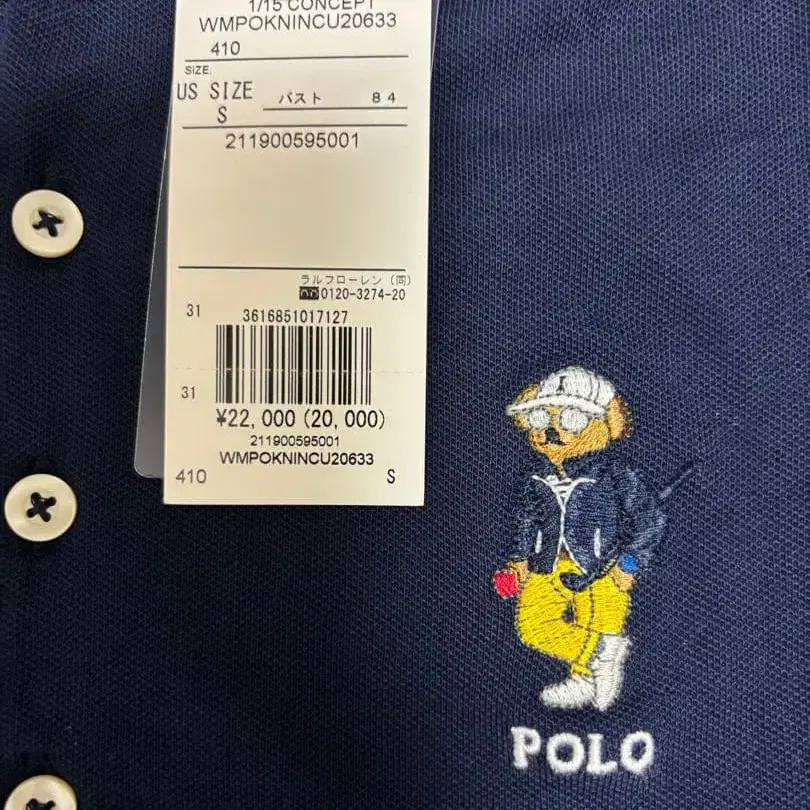 1/15 CONCEPT
WMPOKNINCU20633
410
SIZE.
US SIZE
バスト 84
S
211900595001
ラルフローレン（同）
0120-3274-20
31
3616851017127
31
¥22,000(20,000)
211900595001
WMPOKNINCU20633
410 S
POLO